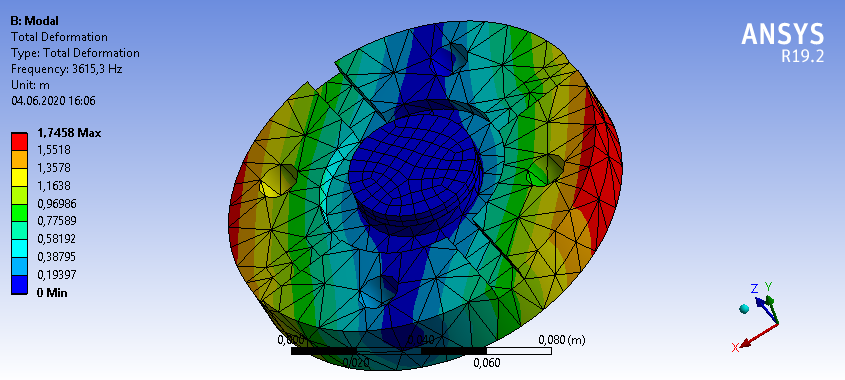 B: Modal
Total Deformation
Type: Total Deformation
Frequency: 3615,3 Hz
Unit: m
04.06.2020 16:06
ANSYS
R19.2
1,7458 Max
1,5518
1,3578
1,1638
0,96986
0,77589
0,58192
0,38795
0,19397
0 Min
0,000
0,040
0,080 (m)
0,020
0,060
Z
Y
X